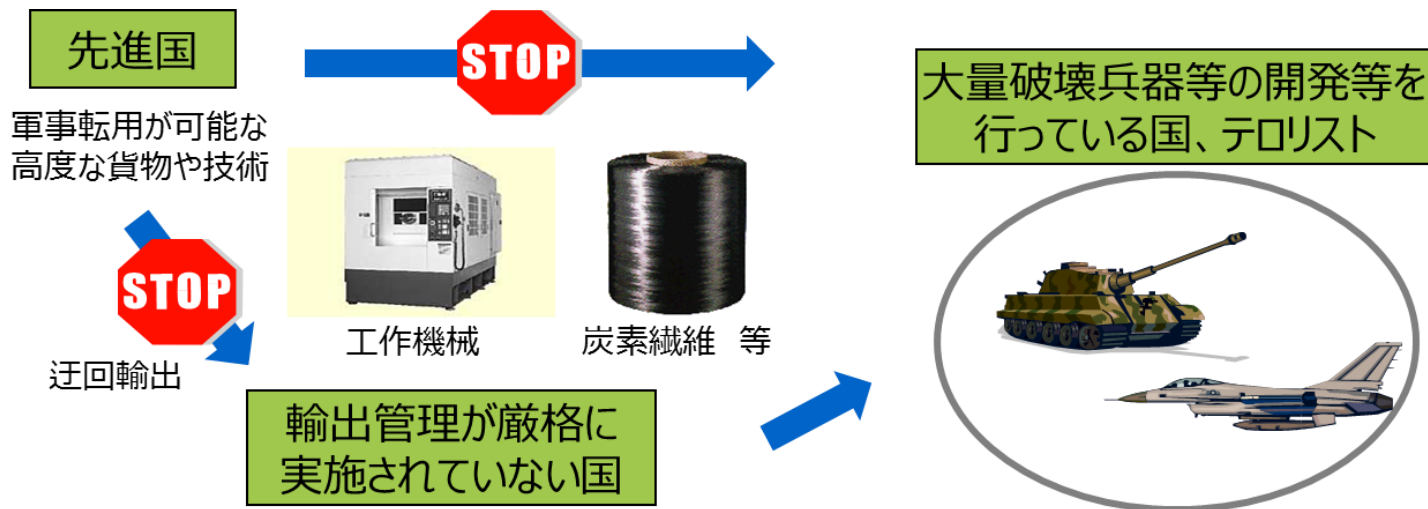 先進国
STOP
大量破壊兵器等の開発等を
行っている国、テロリスト
軍事転用が可能な
高度な貨物や技術
STOP
工作機械
炭素繊維　等
迂回輸出
輸出管理が厳格に
実施されていない国